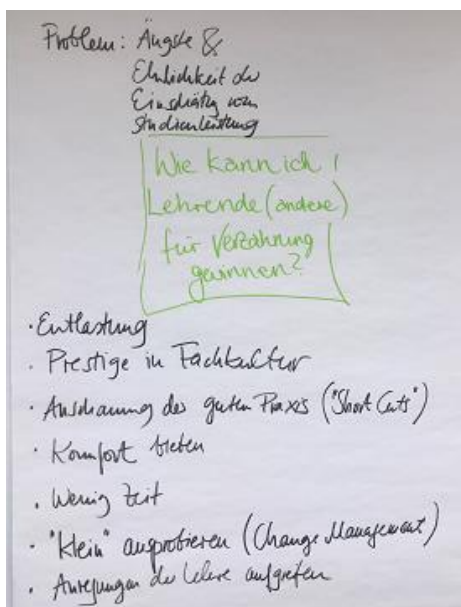 Problem: Ängste &
Ehrlichkeit der
Einschätzg von
Studienleistung
Wie kann ich
Lehrende (andere)
für Verzahnung
gewinnen?
· Entlastung
· Prestige in Fachkultur
· Anschauung der guten Praxis ("Short Cuts")
· Komfort bieten
· Wenig Zeit
· "Klein" ausprobieren (Change Management)
· Anregungen der Lehre aufgreifen